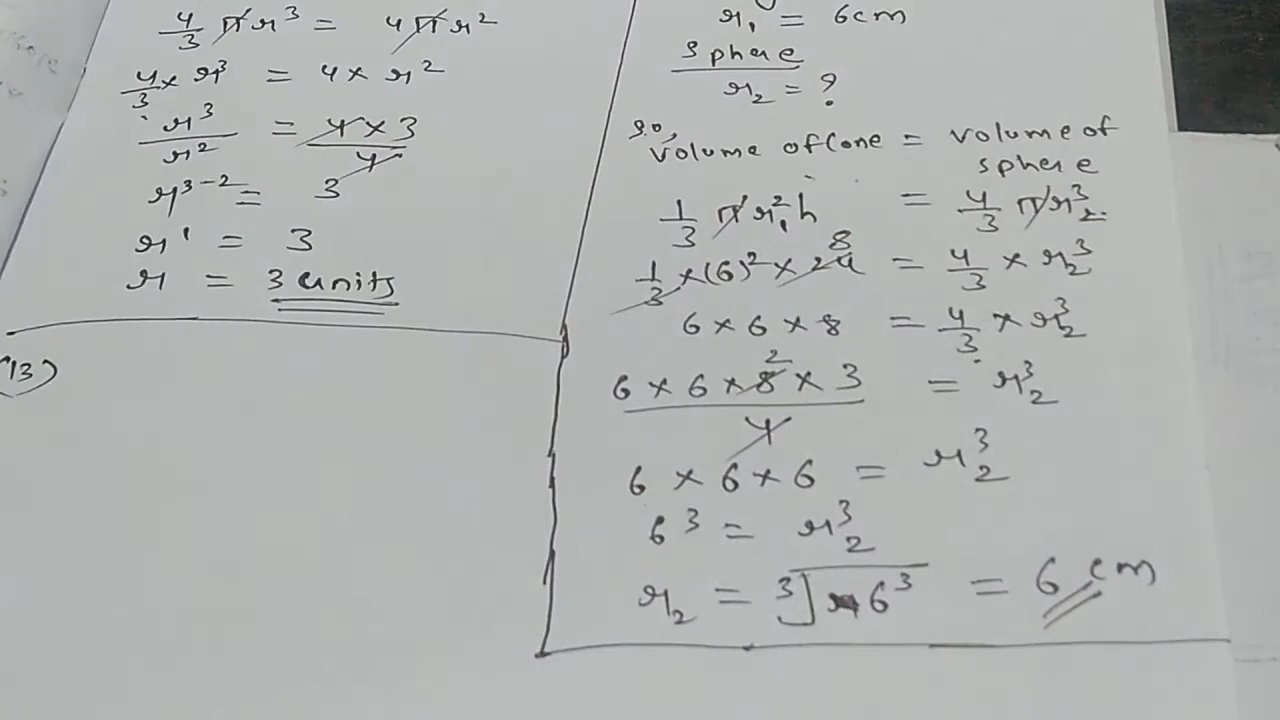 4/3 πr³ = 4πr²
4/3 × r³ = 4 × r²
r³/r² = 4×3/4
r³⁻² = 3
r¹ = 3
r = 3 units
(13)
r₁ = 6cm
sphere
r₂ = ?
so,
volume of cone = volume of
sphere
1/3 πr₁²h = 4/3 πr₂³
8
1/3 × (6)² × 24 = 4/3 × r₂³
6 × 6 × 8 = 4/3 × r₂³
2
6 × 6 × 8 × 3 / 4 = r₂³
6 × 6 × 6 = r₂³
6³ = r₂³
r₂ = ³√6³ = 6 cm